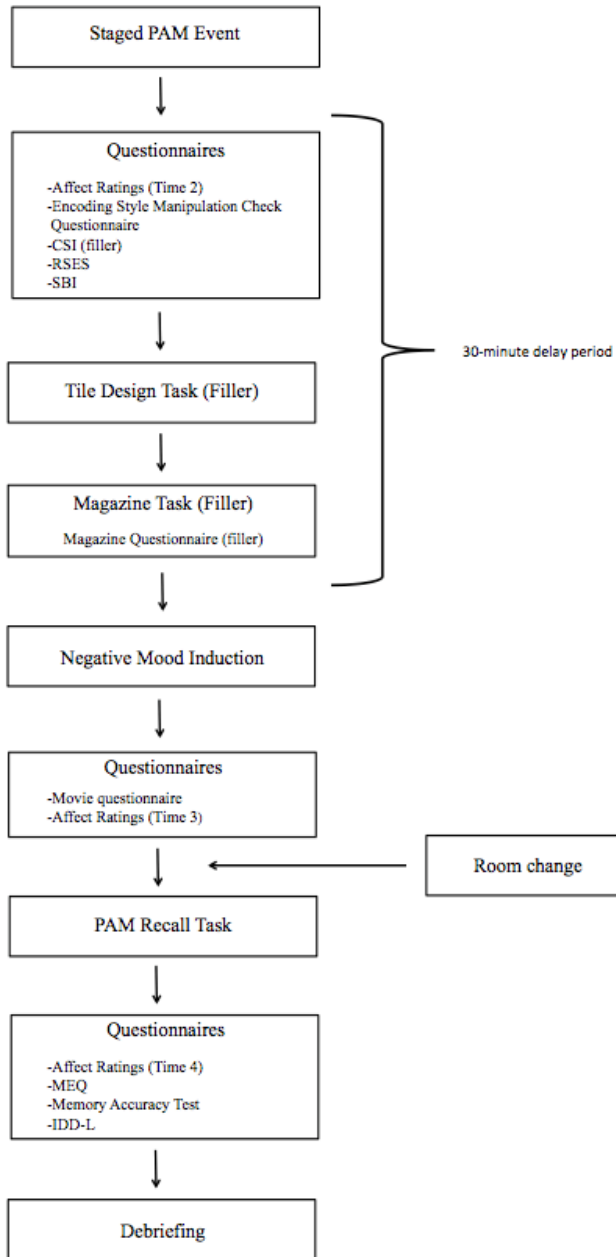 Staged PAM Event
Questionnaires
-Affect Ratings (Time 2)
-Encoding Style Manipulation Check
Questionnaire
-CSI (filler)
-RSES
-SBI
30-minute delay period
Tile Design Task (Filler)
Magazine Task (Filler)
Magazine Questionnaire (filler)
Negative Mood Induction
Questionnaires
-Movie questionnaire
-Affect Ratings (Time 3)
Room change
PAM Recall Task
Questionnaires
-Affect Ratings (Time 4)
-MEQ
-Memory Accuracy Test
-IDD-L
Debriefing